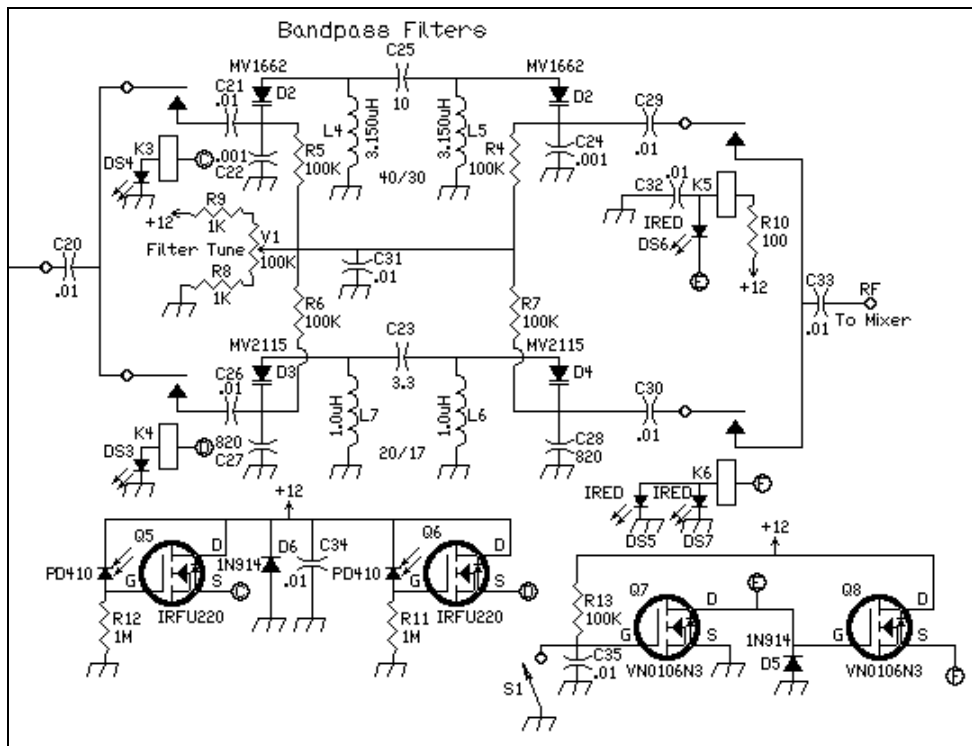 Bandpass Filters
C25
MV1662
MV1662
C21
.01
D2
10
D2
C29
L4
3.150uH
3.150uH
L5
R4
100K
C24
.001
.01
K3
DS4
.001
C22
R5
100K
40/30
C32
.01
K5
R9
1K
+12
IRED
DS6
R10
100
Filter Tune
V1
100K
C20
.01
C31
.01
E
+12
R8
1K
C33
.01
RF
To Mixer
R6
100K
R7
100K
C23
MV2115
MV2115
C26
.01
D3
3.3
D4
C30
1.0uH
L7
1.0uH
L6
.01
K4
DS3
820
C27
20/17
C28
820
K6
IRED
IRED
F
+12
DS5
DS7
Q5
D
D6
C34
Q6
D
+12
PD410
G
S
1N914
.01
PD410
G
S
Q7
E
Q8
R12
1M
IRFU220
R11
1M
IRFU220
R13
100K
D
D
G
S
1N914
G
S
C35
.01
D5
S1
VN0106N3
VN0106N3
F